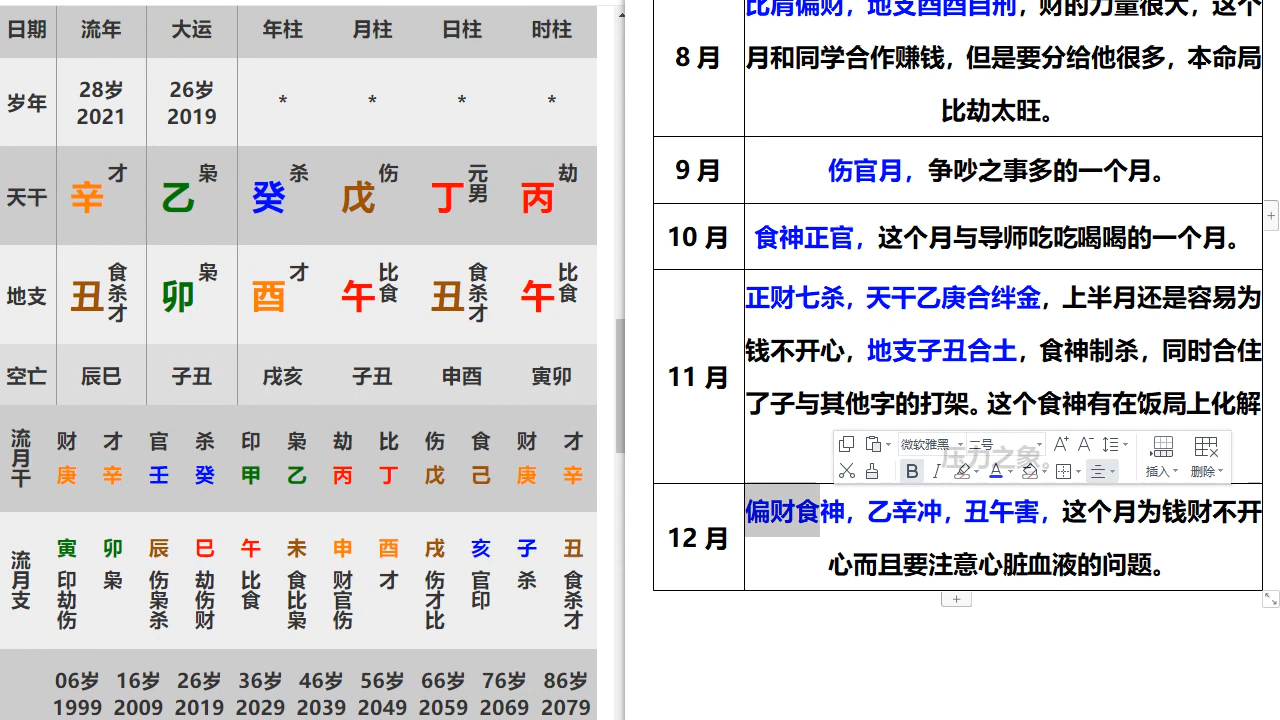 日期 流年 大运 年柱 月柱 日柱 时柱
岁年 28岁 2021 26岁 2019 * * * *
天干 辛 才 乙 枭 癸 杀 戊 伤 丁 元男 丙 劫
地支 丑 食杀才 卯 枭 酉 才 午 比食 丑 食杀才 午 比食
空亡 辰巳 子丑 戌亥 子丑 申酉 寅卯
流月干 财 才 官 杀 印 枭 劫 比 伤 食 财 才
庚 辛 壬 癸 甲 乙 丙 丁 戊 己 庚 辛
流月支 寅 卯 辰 巳 午 未 申 酉 戌 亥 子 丑
印劫伤 枭 伤枭杀 劫伤财 比食 食比枭 财官伤 才 伤才比 官印 杀 食杀才
06岁 16岁 26岁 36岁 46岁 56岁 66岁 76岁 86岁
1999 2009 2019 2029 2039 2049 2059 2069 2079
比肩偏财，地支酉酉自刑，财的力量很大，这个
8 月 月和同学合作赚钱，但是要分给他很多，本命局
比劫太旺。
9 月 伤官月，争吵之事多的一个月。
10 月 食神正官，这个月与导师吃吃喝喝的一个月。
正财七杀，天干乙庚合绊金，上半月还是容易为
钱不开心，地支子丑合土，食神制杀，同时合住
11 月 了子与其他字的打架。这个食神有在饭局上化解
压力之象。
微软雅黑 二号 A+ A-
B I A 插入 删除
偏财食神，乙辛冲，丑午害，这个月为钱财不开
12 月 心而且要注意心脏血液的问题。